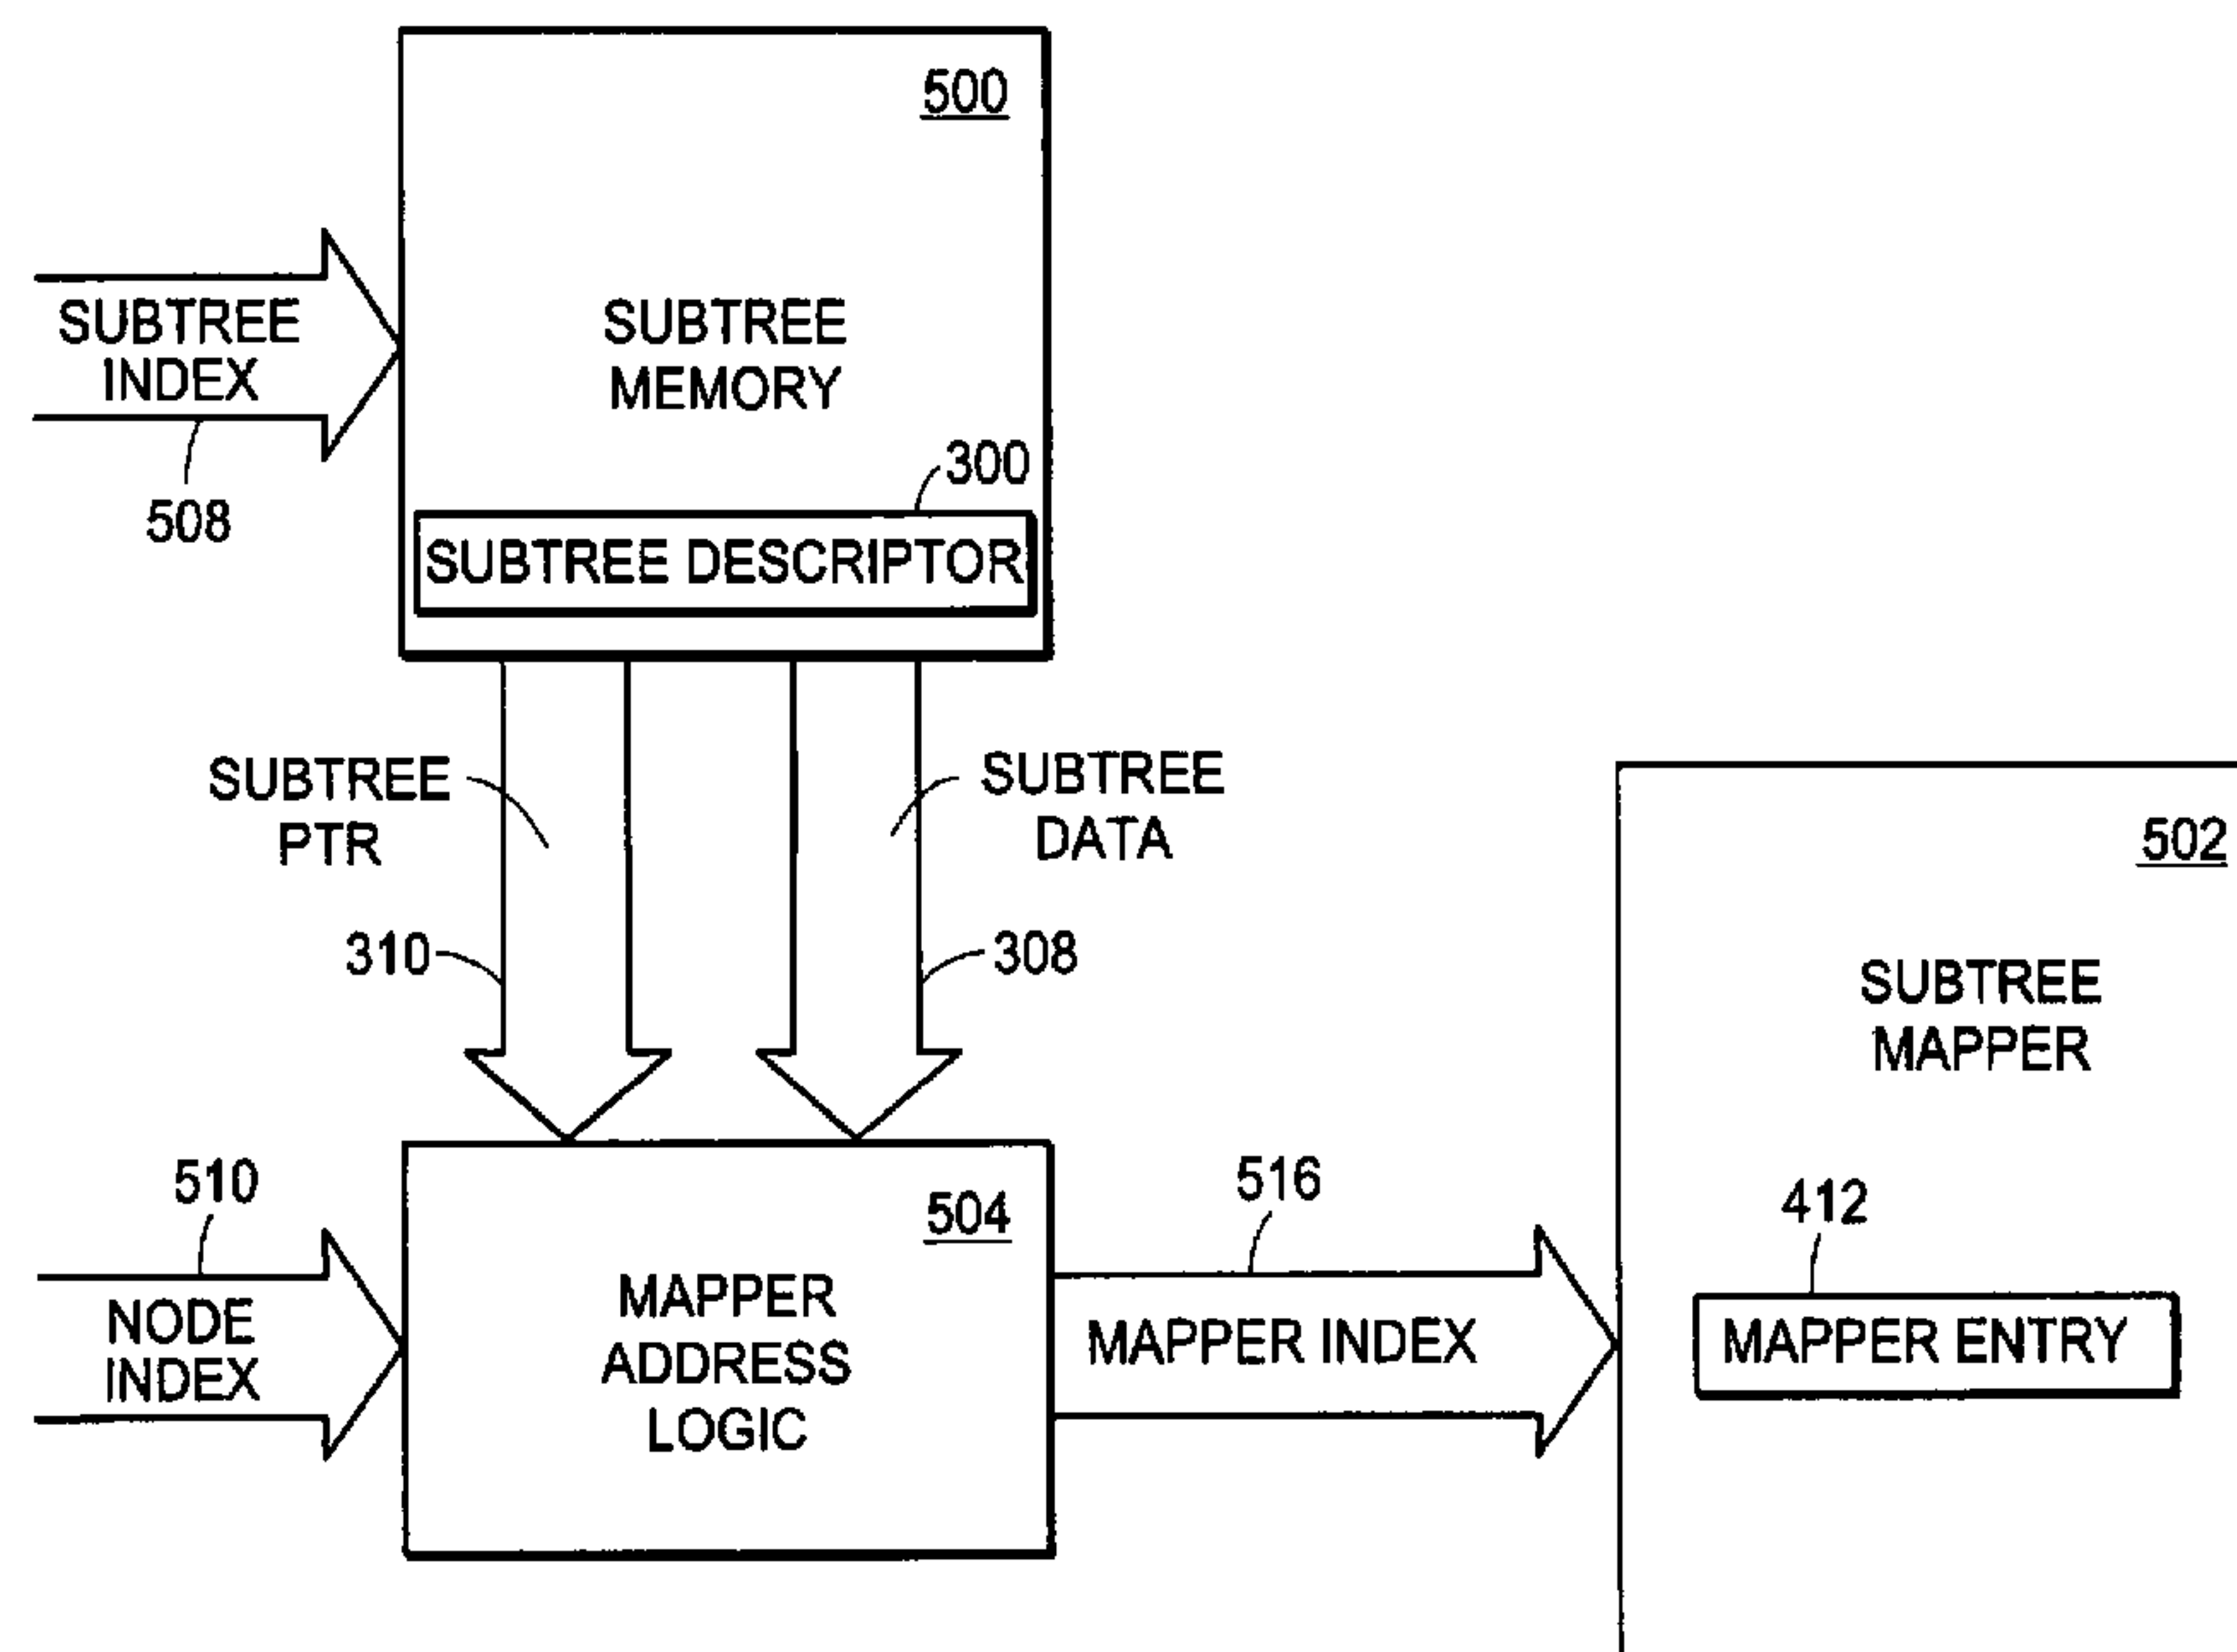 500
SUBTREE
INDEX
508
SUBTREE
MEMORY
300
SUBTREE DESCRIPTOR
SUBTREE
PTR
SUBTREE
DATA
310
308
502
SUBTREE
MAPPER
510
NODE
INDEX
504
MAPPER
ADDRESS
LOGIC
516
MAPPER INDEX
412
MAPPER ENTRY